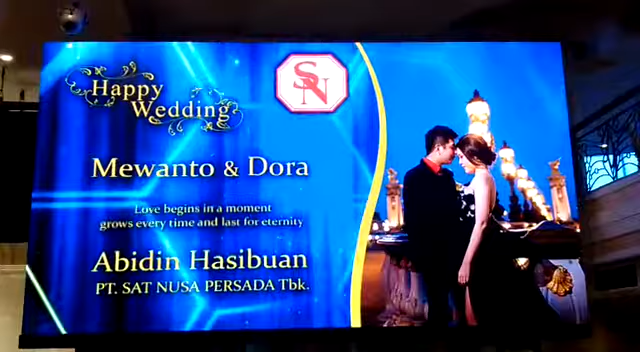 Happy
Wedding
SN
Mewanto & Dora
Love begins in a moment
grows every time and last for eternity
Abidin Hasibuan
PT. SAT NUSA PERSADA Tbk.